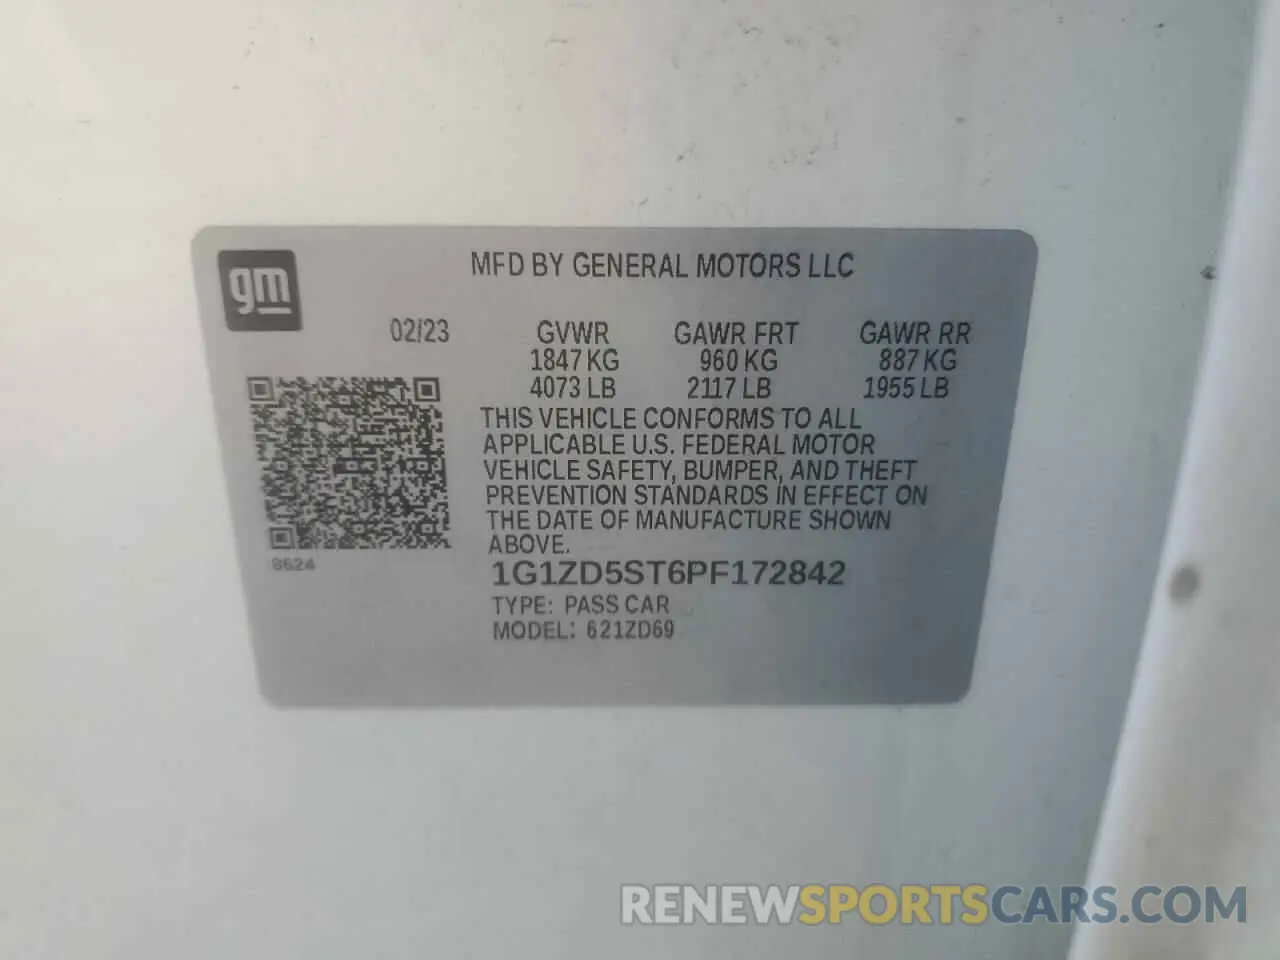 gm
MFD BY GENERAL MOTORS LLC
02/23 GVWR GAWR FRT GAWR RR
1847 KG 960 KG 887 KG
4073 LB 2117 LB 1955 LB
THIS VEHICLE CONFORMS TO ALL
APPLICABLE U.S. FEDERAL MOTOR
VEHICLE SAFETY, BUMPER, AND THEFT
PREVENTION STANDARDS IN EFFECT ON
THE DATE OF MANUFACTURE SHOWN
ABOVE.
8624
1G1ZD5ST6PF172842
TYPE: PASS CAR
MODEL: 621ZD69
RENEWSPORTSCARS.COM